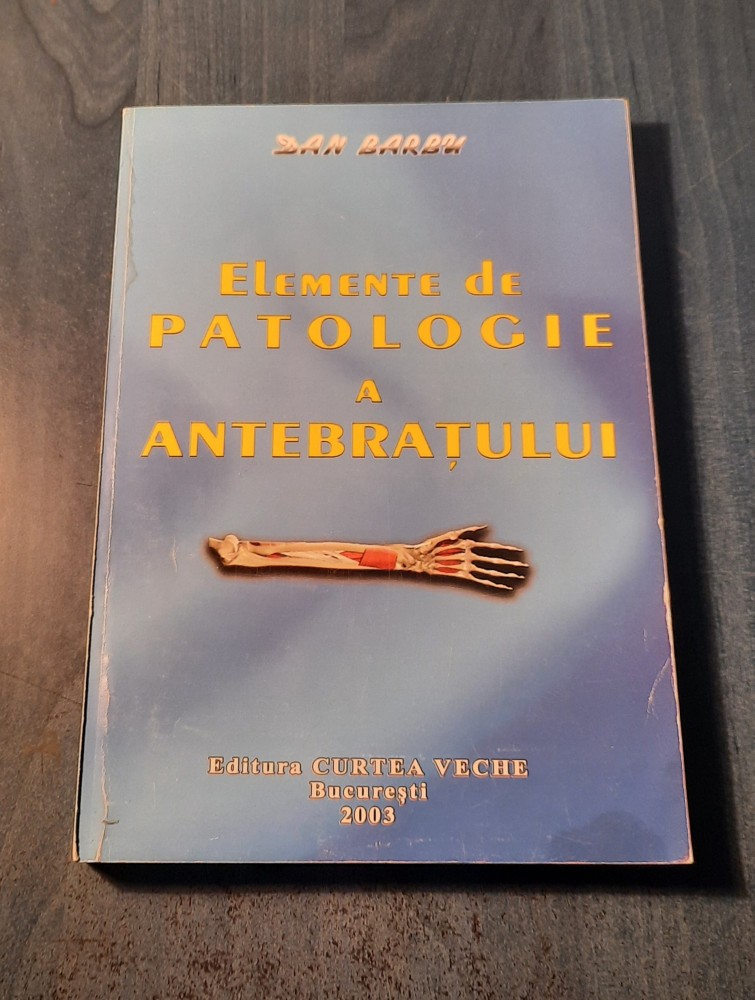 DAN BARBU
ELEMENTE de
PATOLOGIE
A
ANTEBRAȚULUI
Editura CURTEA VECHE
București
2003